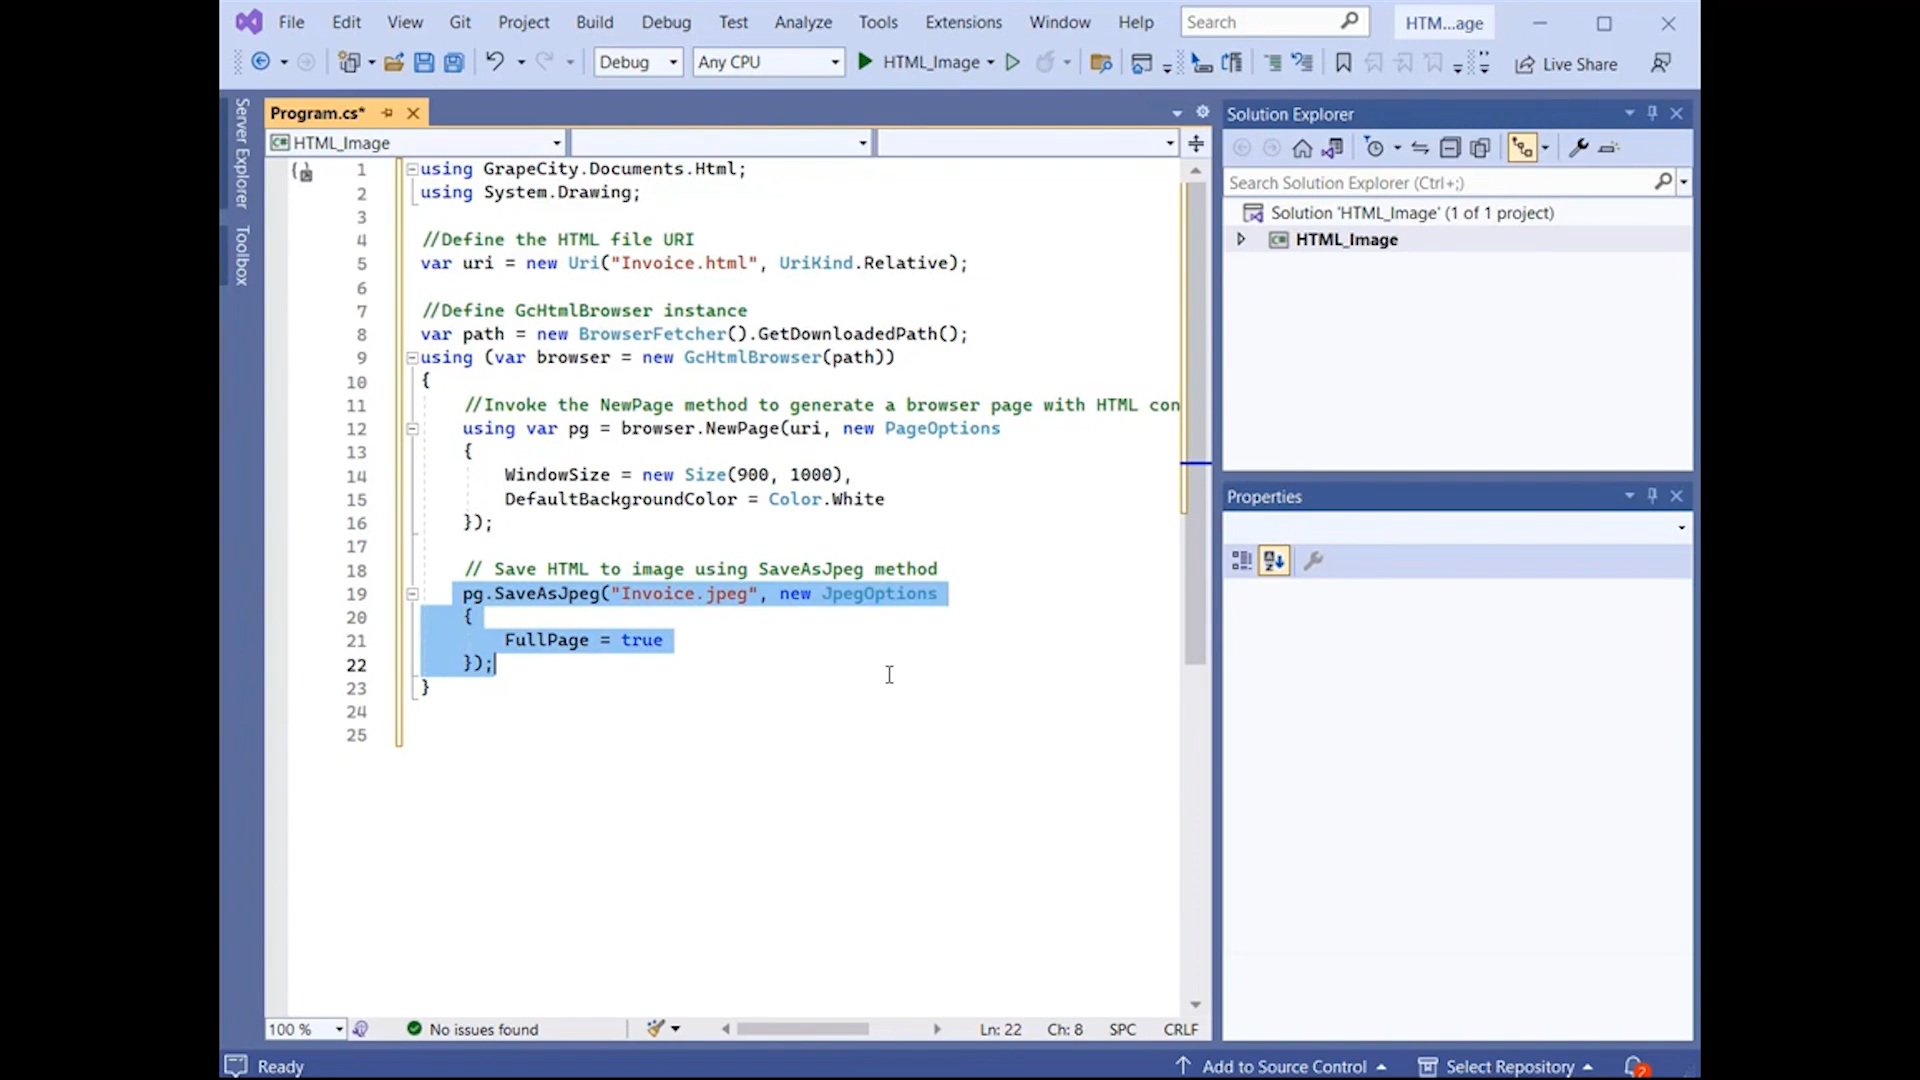 File Edit View Git Project Build Debug Test Analyze Tools Extensions Window Help Search HTM...age
Debug Any CPU HTML_Image Live Share
Server Explorer
Toolbox
Program.cs*
HTML_Image
1 using GrapeCity.Documents.Html;
2 using System.Drawing;
3
4 //Define the HTML file URI
5 var uri = new Uri("Invoice.html", UriKind.Relative);
6
7 //Define GcHtmlBrowser instance
8 var path = new BrowserFetcher().GetDownloadedPath();
9 using (var browser = new GcHtmlBrowser(path))
10 {
11 //Invoke the NewPage method to generate a browser page with HTML con
12 using var pg = browser.NewPage(uri, new PageOptions
13 {
14 WindowSize = new Size(900, 1000),
15 DefaultBackgroundColor = Color.White
16 });
17
18 // Save HTML to image using SaveAsJpeg method
19 pg.SaveAsJpeg("Invoice.jpeg", new JpegOptions
20 {
21 FullPage = true
22 });
23 }
24
25
100 % No issues found Ln: 22 Ch: 8 SPC CRLF
Solution Explorer
Search Solution Explorer (Ctrl+;)
Solution 'HTML_Image' (1 of 1 project)
C# HTML_Image
Properties
Ready Add to Source Control Select Repository 2